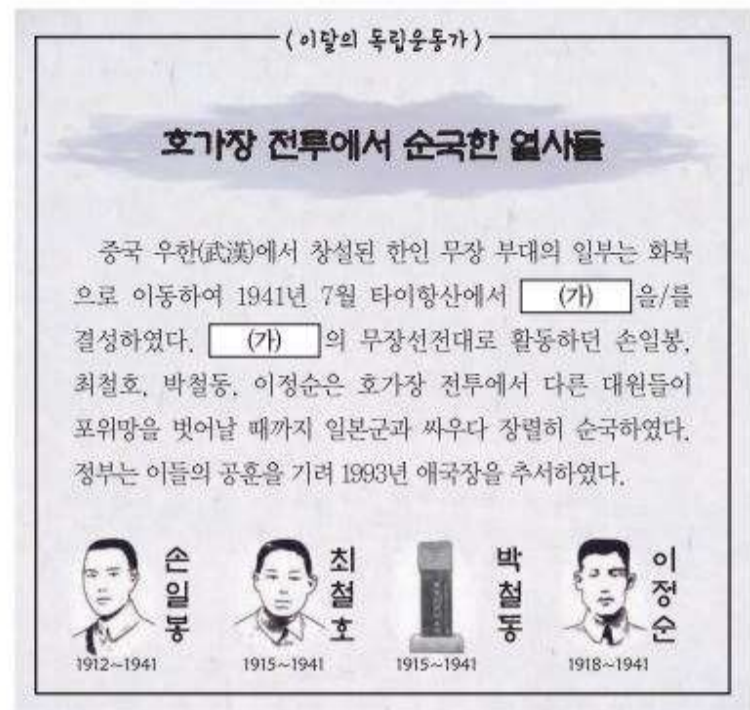 (이달의 독립운동가)
호가장 전투에서 순국한 열사들
중국 우한(武漢)에서 창설된 한인 무장 부대의 일부는 화북
으로 이동하여 1941년 7월 타이항산에서 (가) 을/를
결성하였다. (가) 의 무장선전대로 활동하던 손일봉,
최철호, 박철동, 이정순은 호가장 전투에서 다른 대원들이
포위망을 벗어날 때까지 일본군과 싸우다 장렬히 순국하였다.
정부는 이들의 공훈을 기려 1993년 애국장을 추서하였다.
손일봉
1912~1941
최철호
1915~1941
박철동
1915~1941
이정순
1918~1941